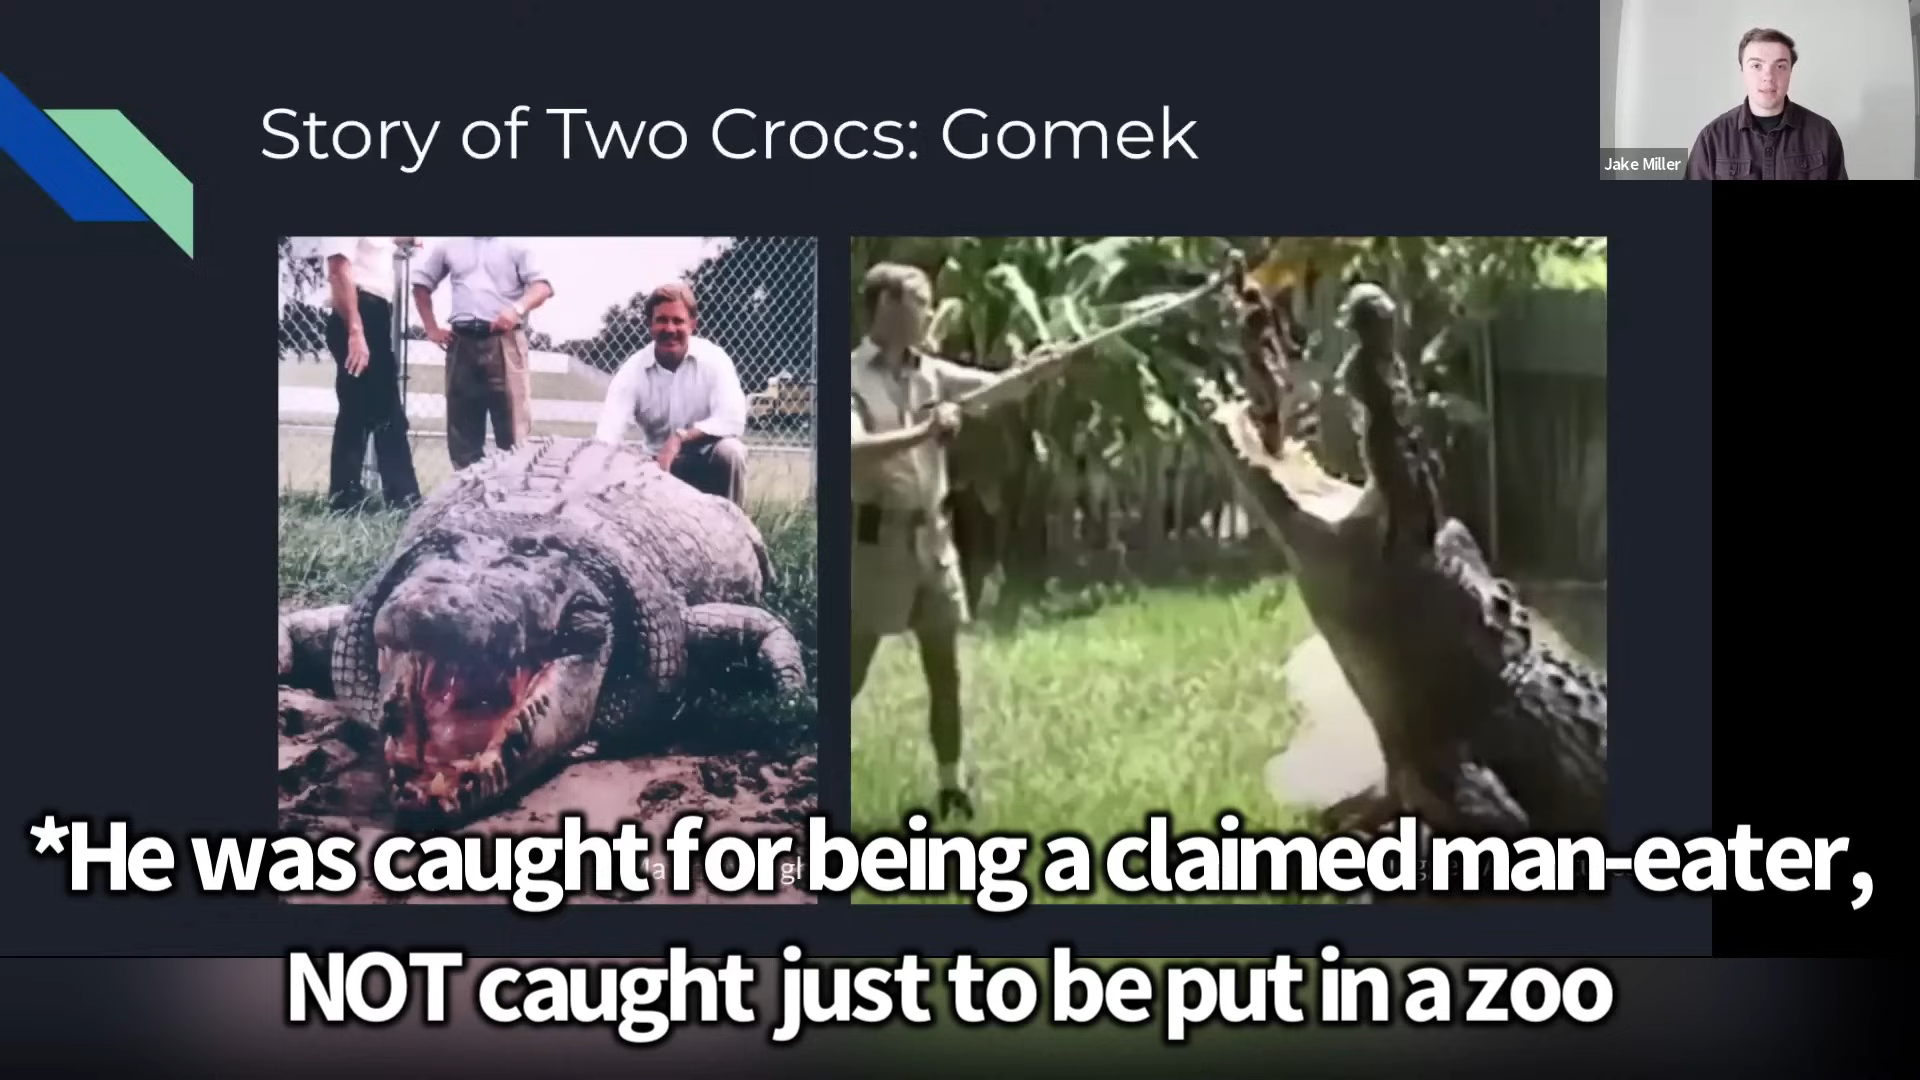 Story of Two Crocs: Gomek
Jake Miller
*He was caught for being a claimed man-eater,
NOT caught just to be put in a zoo